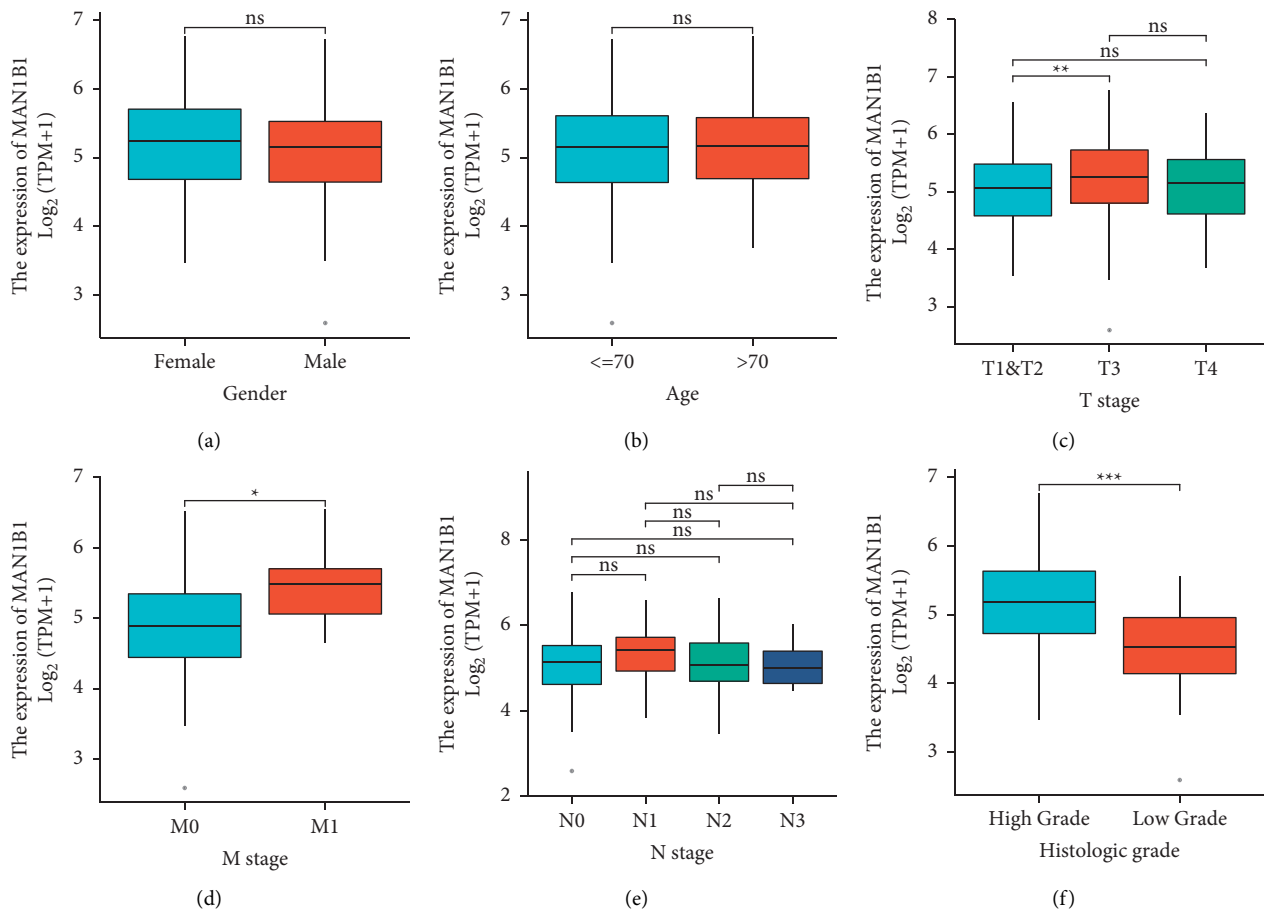 The expression of MAN1B1
Log2 (TPM+1)
7
6
5
4
3
ns
Female Male
Gender
(a)
The expression of MAN1B1
Log2 (TPM+1)
7
6
5
4
3
ns
<=70 >70
Age
(b)
The expression of MAN1B1
Log2 (TPM+1)
8
7
6
5
4
3
ns
ns
**
T1&T2 T3 T4
T stage
(c)
The expression of MAN1B1
Log2 (TPM+1)
7
6
5
4
3
*
M0 M1
M stage
(d)
The expression of MAN1B1
Log2 (TPM+1)
8
6
4
2
ns
ns
ns
ns
ns
ns
N0 N1 N2 N3
N stage
(e)
The expression of MAN1B1
Log2 (TPM+1)
7
6
5
4
3
***
High Grade Low Grade
Histologic grade
(f)